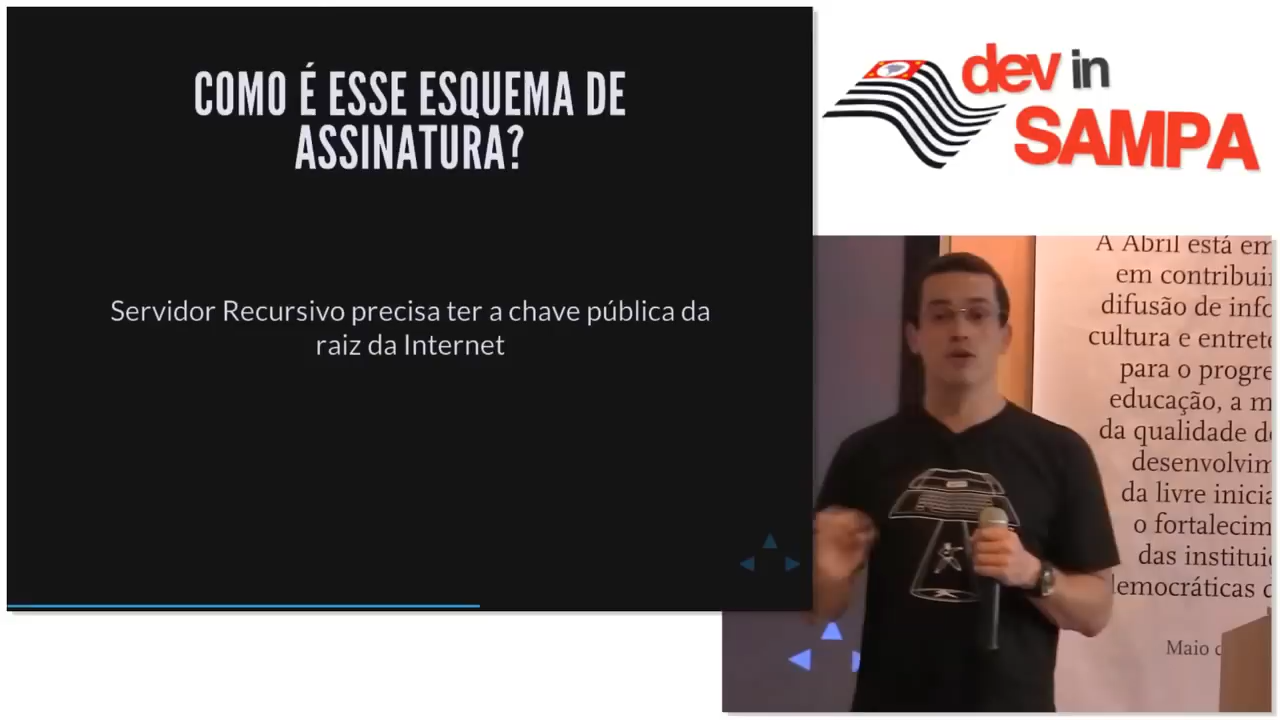 COMO É ESSE ESQUEMA DE
ASSINATURA?
Servidor Recursivo precisa ter a chave pública da
raiz da Internet
dev in
SAMPA
A Abril está em
em contribui
difusão de info
cultura e entret
para o progre
educação, a m
da qualidade d
desenvolvim
da livre inicia
o fortalecim
das institui
democráticas
Maio